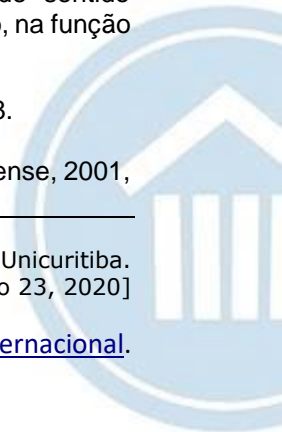 sentido
, na função
3.
ense, 2001,
Unicuritiba.
o 23, 2020]
ernacional.